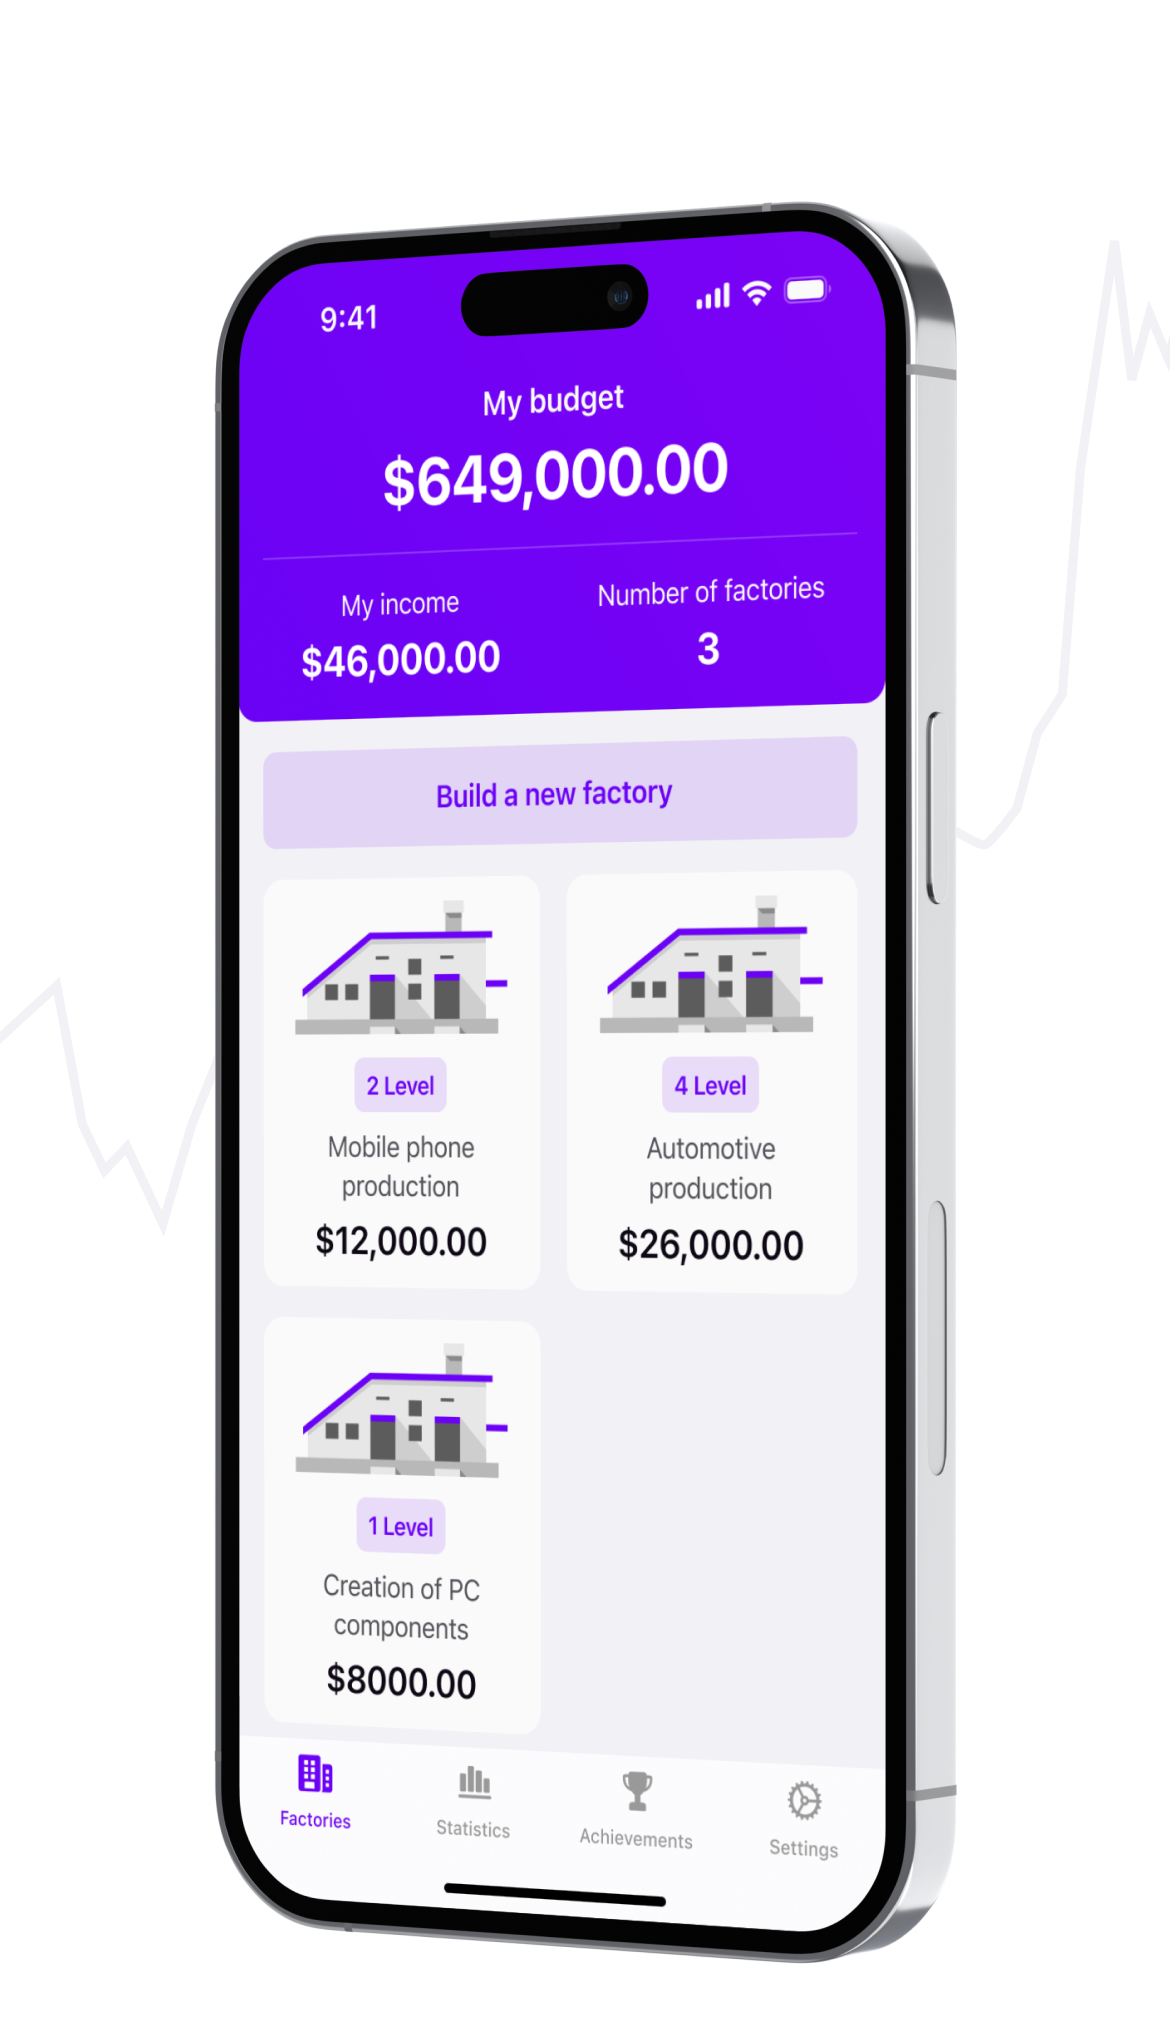 9:41
My budget
$649,000.00
My income
$46,000.00
Number of factories
3
Build a new factory
2 Level
Mobile phone
production
$12,000.00
4 Level
Automotive
production
$26,000.00
1 Level
Creation of PC
components
$8000.00
Factories
Statistics
Achievements
Settings